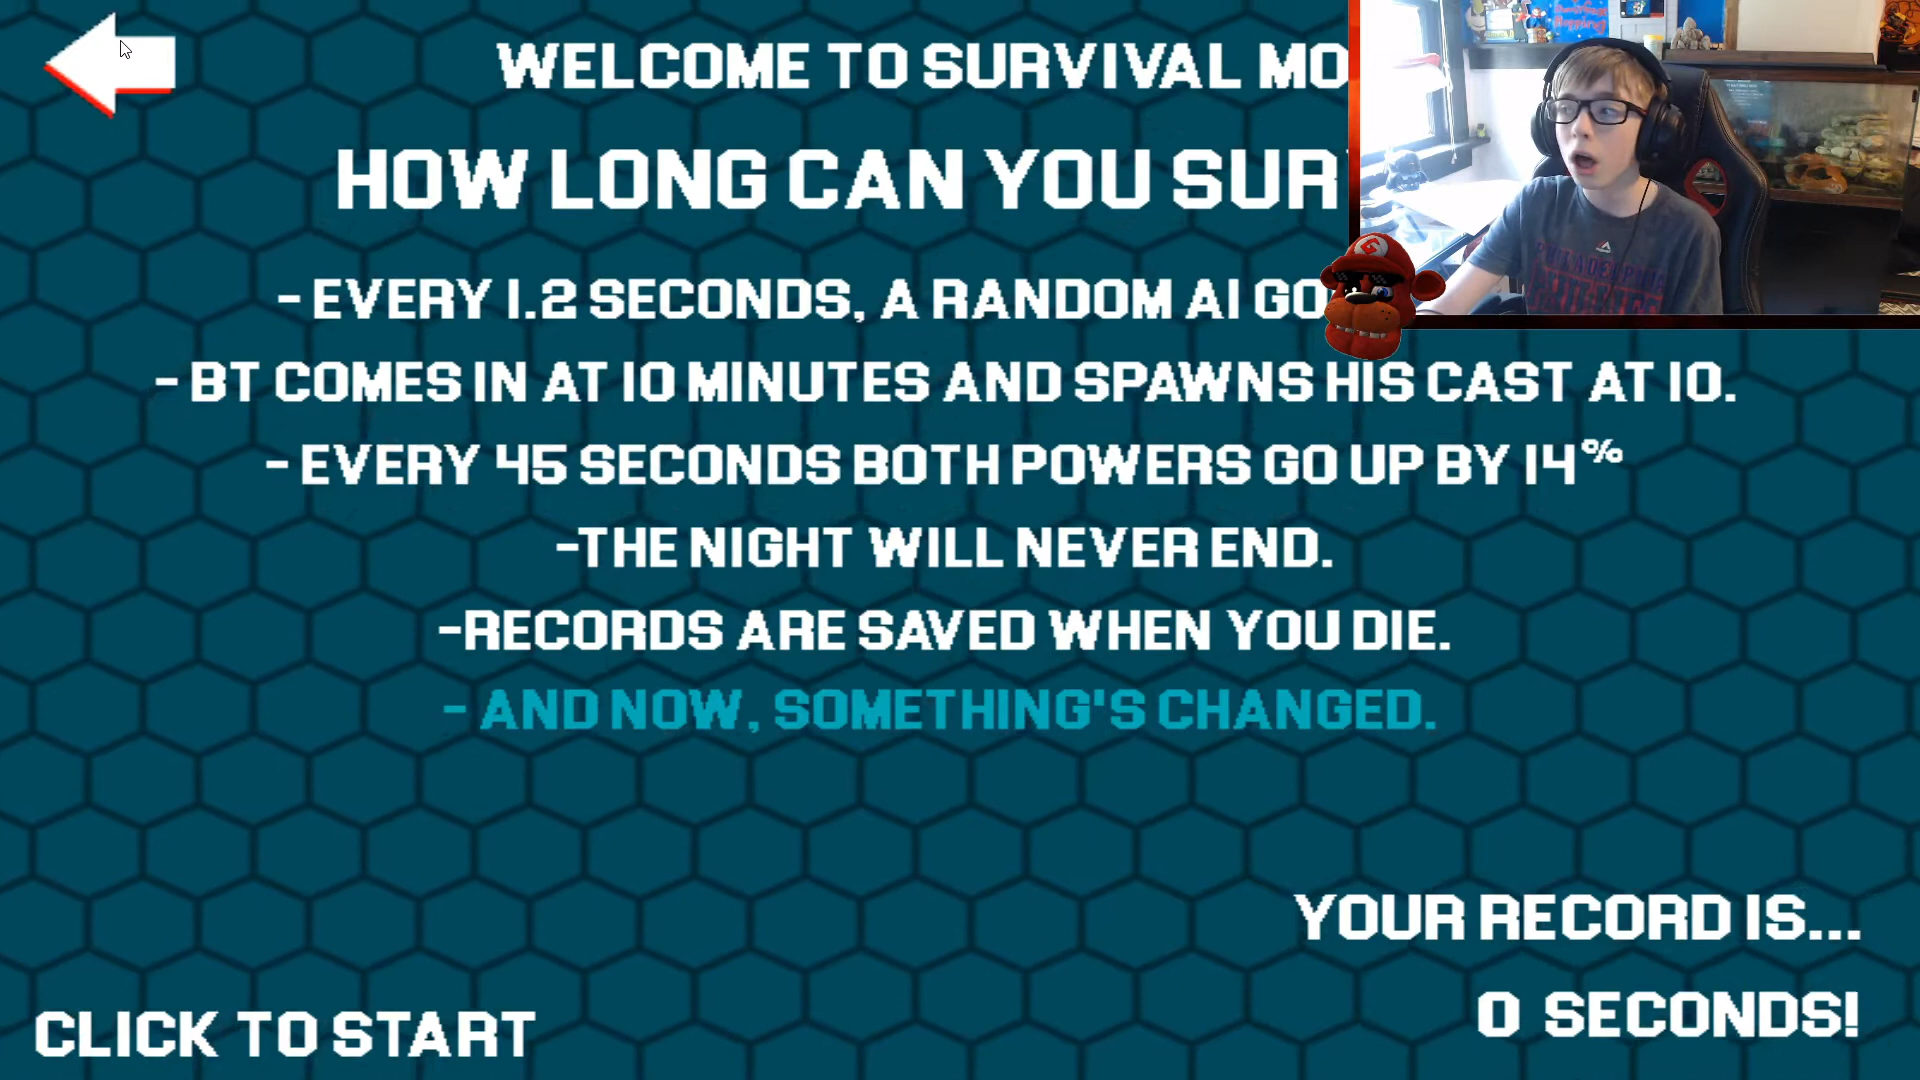 WELCOME TO SURVIVAL MO
HOW LONG CAN YOU SUR
- EVERY 1.2 SECONDS, A RANDOM AI GO
- BT COMES IN AT 10 MINUTES AND SPAWNS HIS CAST AT 10.
- EVERY 45 SECONDS BOTH POWERS GO UP BY 14%
-THE NIGHT WILL NEVER END.
-RECORDS ARE SAVED WHEN YOU DIE.
- AND NOW, SOMETHING'S CHANGED.
YOUR RECORD IS...
0 SECONDS!
CLICK TO START
PHILADELPHIA